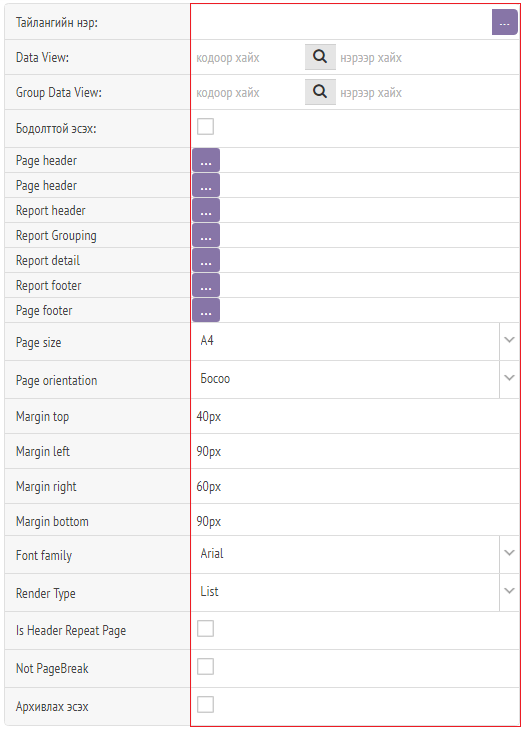 Тайлангийн нэр: ...
Data View: кодоор хайх нэрээр хайх
Group Data View: кодоор хайх нэрээр хайх
Бодолттой эсэх:
Page header ...
Page header ...
Report header ...
Report Grouping ...
Report detail ...
Report footer ...
Page footer ...
Page size A4
Page orientation Босоо
Margin top 40px
Margin left 90px
Margin right 60px
Margin bottom 90px
Font family Arial
Render Type List
Is Header Repeat Page
Not PageBreak
Архивлах эсэх